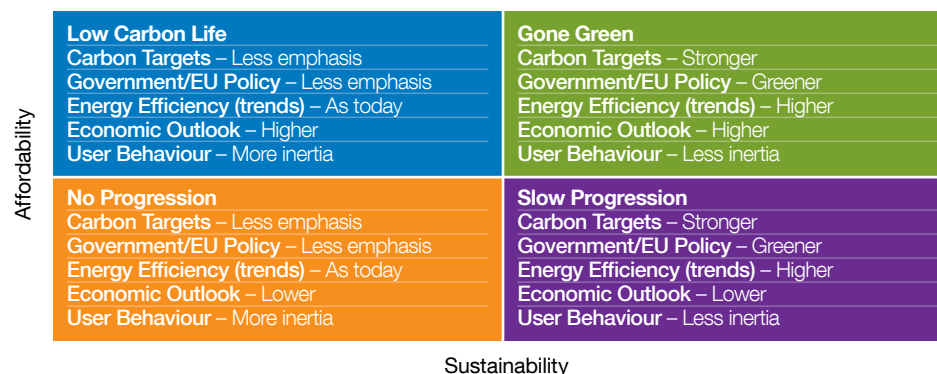 Affordability
Low Carbon Life
Carbon Targets – Less emphasis
Government/EU Policy – Less emphasis
Energy Efficiency (trends) – As today
Economic Outlook – Higher
User Behaviour – More inertia
Gone Green
Carbon Targets – Stronger
Government/EU Policy – Greener
Energy Efficiency (trends) – Higher
Economic Outlook – Higher
User Behaviour – Less inertia
No Progression
Carbon Targets – Less emphasis
Government/EU Policy – Less emphasis
Energy Efficiency (trends) – As today
Economic Outlook – Lower
User Behaviour – More inertia
Slow Progression
Carbon Targets – Stronger
Government/EU Policy – Greener
Energy Efficiency (trends) – Higher
Economic Outlook – Lower
User Behaviour – Less inertia
Sustainability